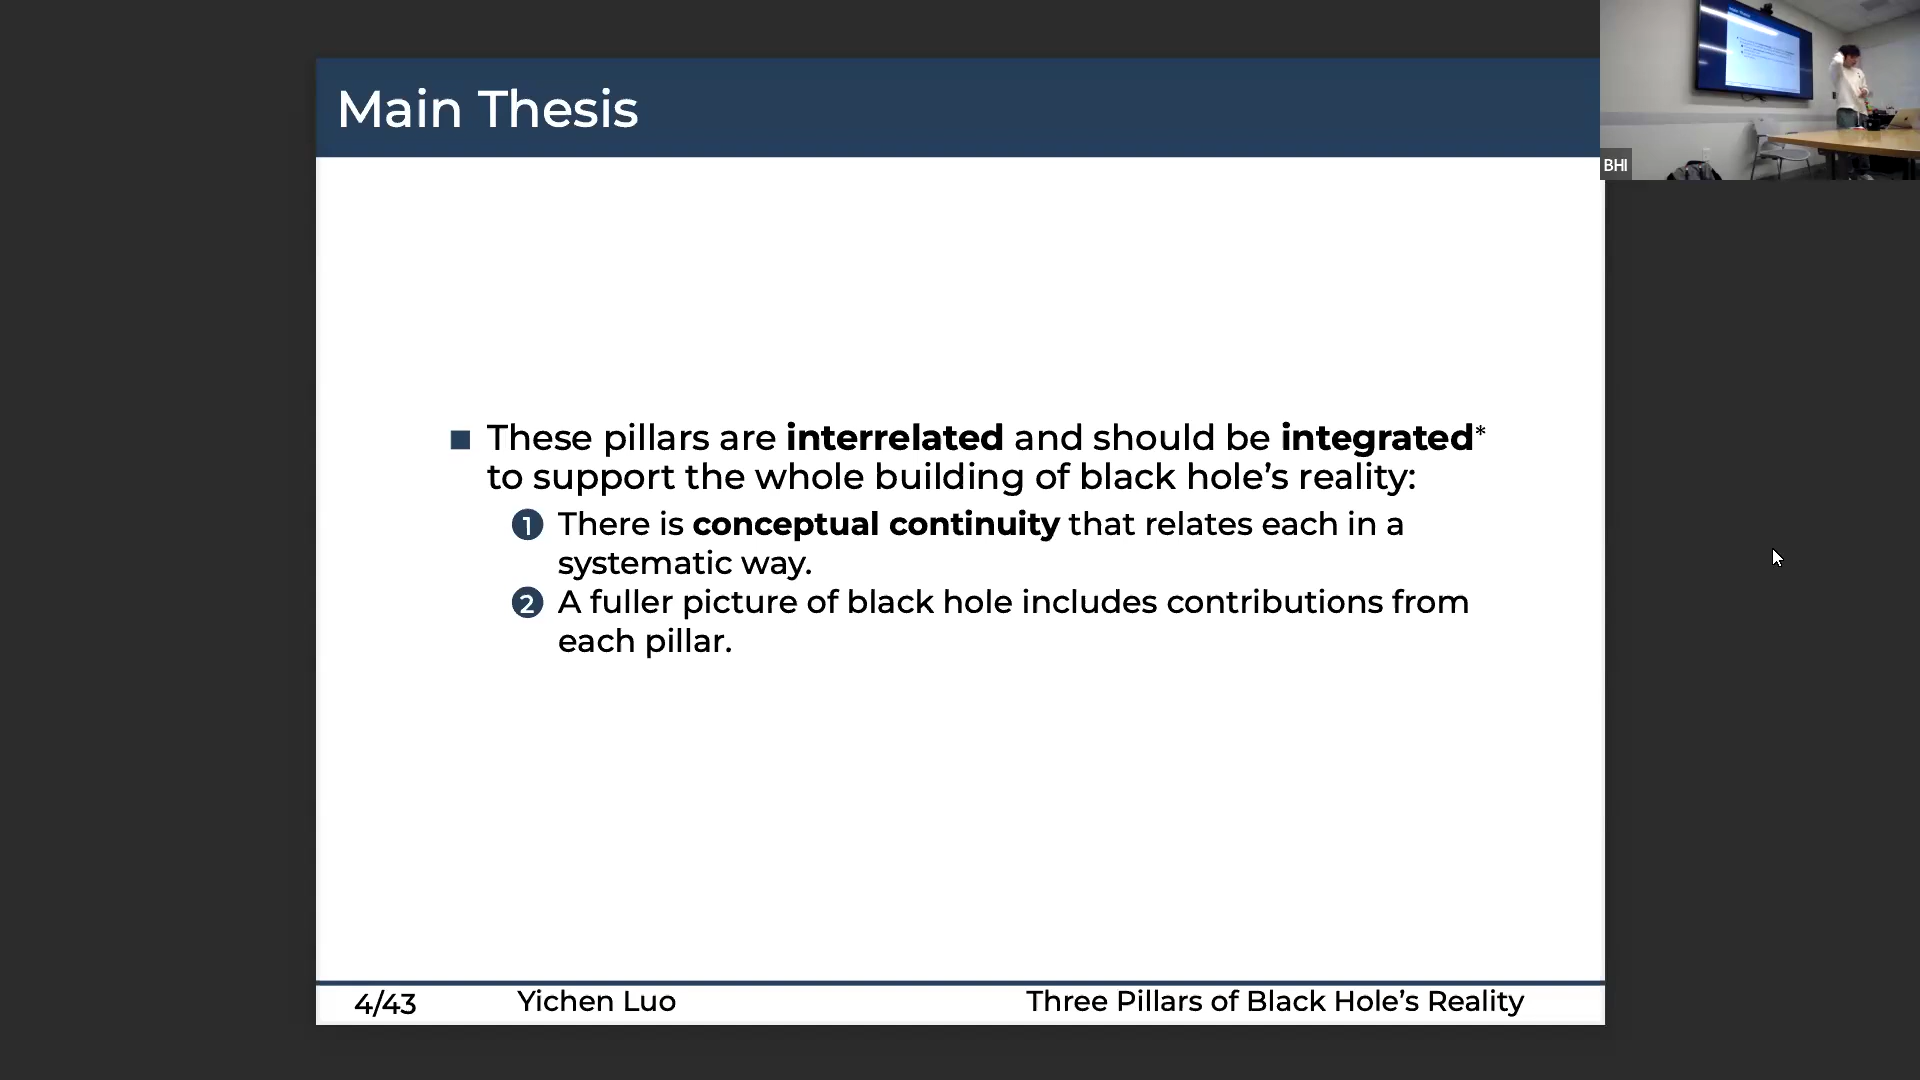 Main Thesis
BHI
■ These pillars are interrelated and should be integrated*
to support the whole building of black hole’s reality:
1 There is conceptual continuity that relates each in a
systematic way.
2 A fuller picture of black hole includes contributions from
each pillar.
4/43 Yichen Luo Three Pillars of Black Hole’s Reality